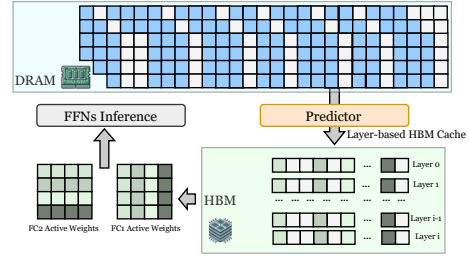 DRAM
FFNs Inference
Predictor
Layer-based HBM Cache
Layer 0
...
Layer 1
... ... ... ... ... ...
Layer i-1
...
Layer i
HBM
FC2 Active Weights
FC1 Active Weights